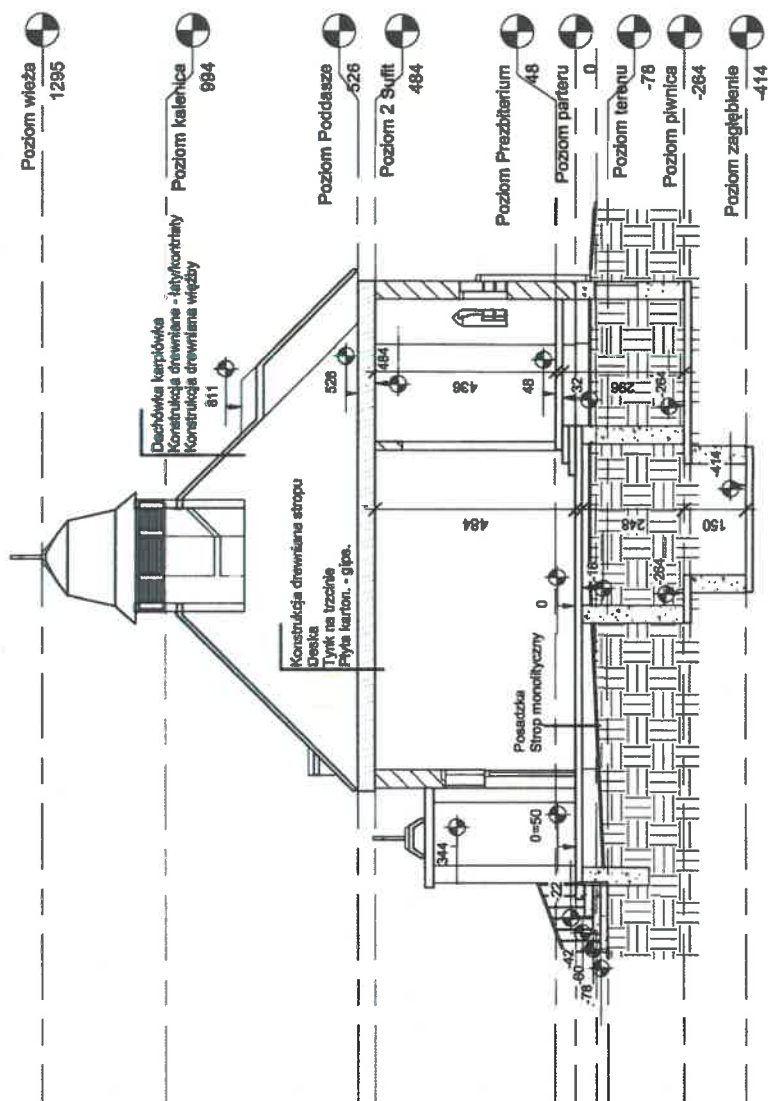 Poziom wieża
1295
Poziom kalenica
994
Poziom Poddasze
526
Poziom 2 Sufit
484
Poziom Prezbiterium
48
Poziom parteru
0
Poziom terenu
-78
Poziom piwnica
-264
Poziom zagłębienie
-414
Dachówka karpiówka
Konstrukcja drewniane - łaty/kontrłaty
Konstrukcja drewniana więźby
811
526
484
436
48
32
296
-264
Konstrukcja drewniana stropu
Deska
Tynk na trzcinie
Płyta karton. - gips.
484
0
-16
248
-264
150
-414
Posadzka
Strop monolityczny
344
0=50
-22
-42
-60
-78